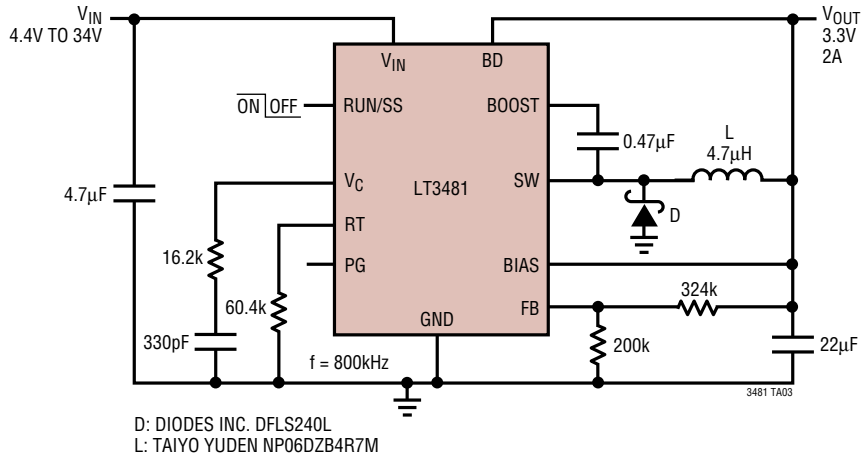 VIN
4.4V TO 34V
VOUT
3.3V
2A
VIN
BD
ON OFF
RUN/SS
BOOST
0.47µF
L
4.7µH
4.7µF
VC
LT3481
SW
D
RT
16.2k
PG
BIAS
60.4k
324k
FB
GND
330pF
f = 800kHz
200k
22µF
3481 TA03
D: DIODES INC. DFLS240L
L: TAIYO YUDEN NP06DZB4R7M